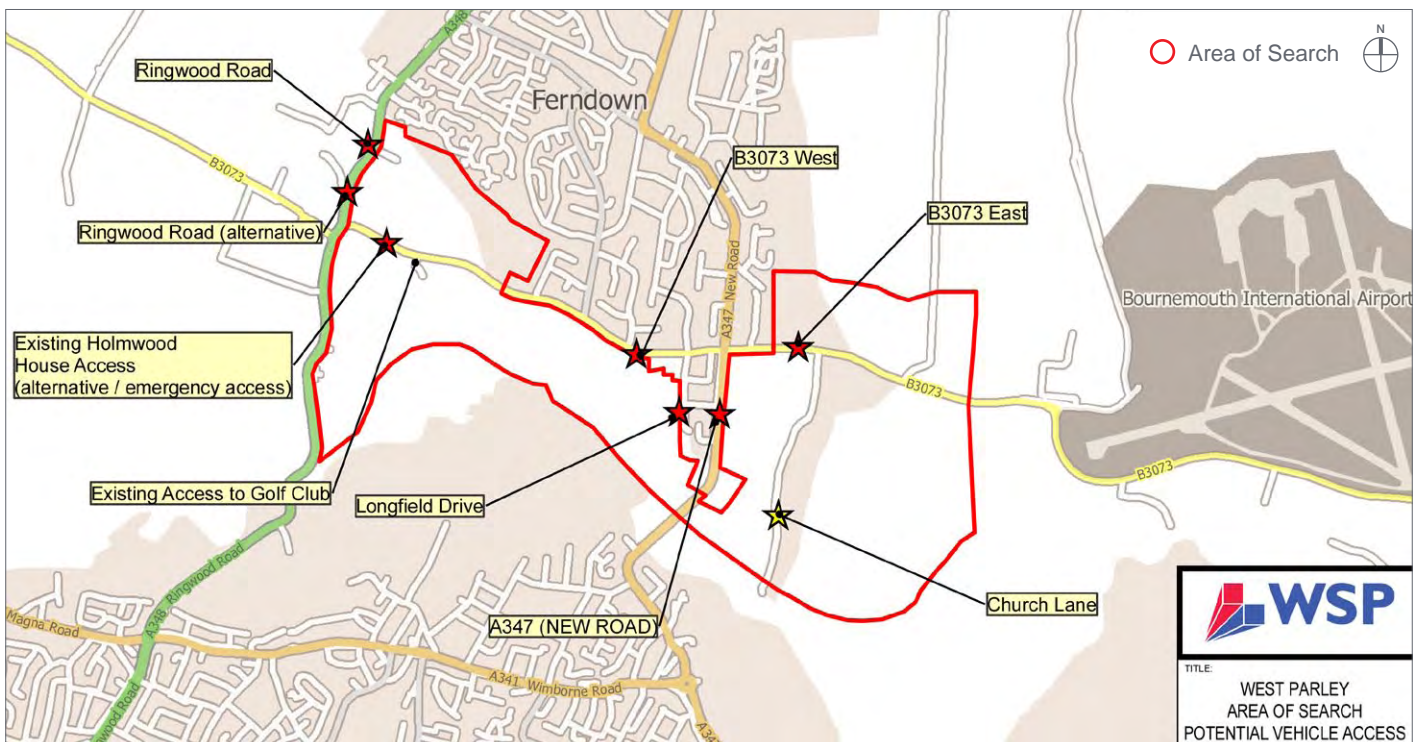 A348
N
Area of Search
Ringwood Road
Ferndown
B3073
B3073 West
B3073 East
Ringwood Road (alternative)
A347 New Road
Bournemouth International Airport
Existing Holmwood
House Access
(alternative / emergency access)
B3073
B3073
Existing Access to Golf Club
Longfield Drive
Church Lane
A348 Ringwood Road
A347 (NEW ROAD)
Magna Road
A341 Wimborne Road
WSP
TITLE:
WEST PARLEY
AREA OF SEARCH
POTENTIAL VEHICLE ACCESS